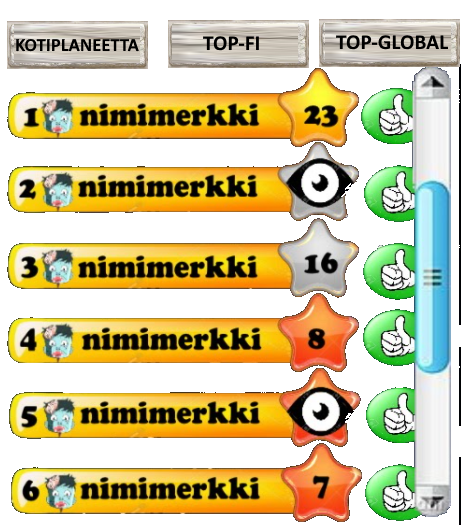 KOTIPLANEETTA TOP-FI TOP-GLOBAL
1 nimimerkki 23
2 nimimerkki
3 nimimerkki 16
4 nimimerkki 8
5 nimimerkki
6 nimimerkki 7